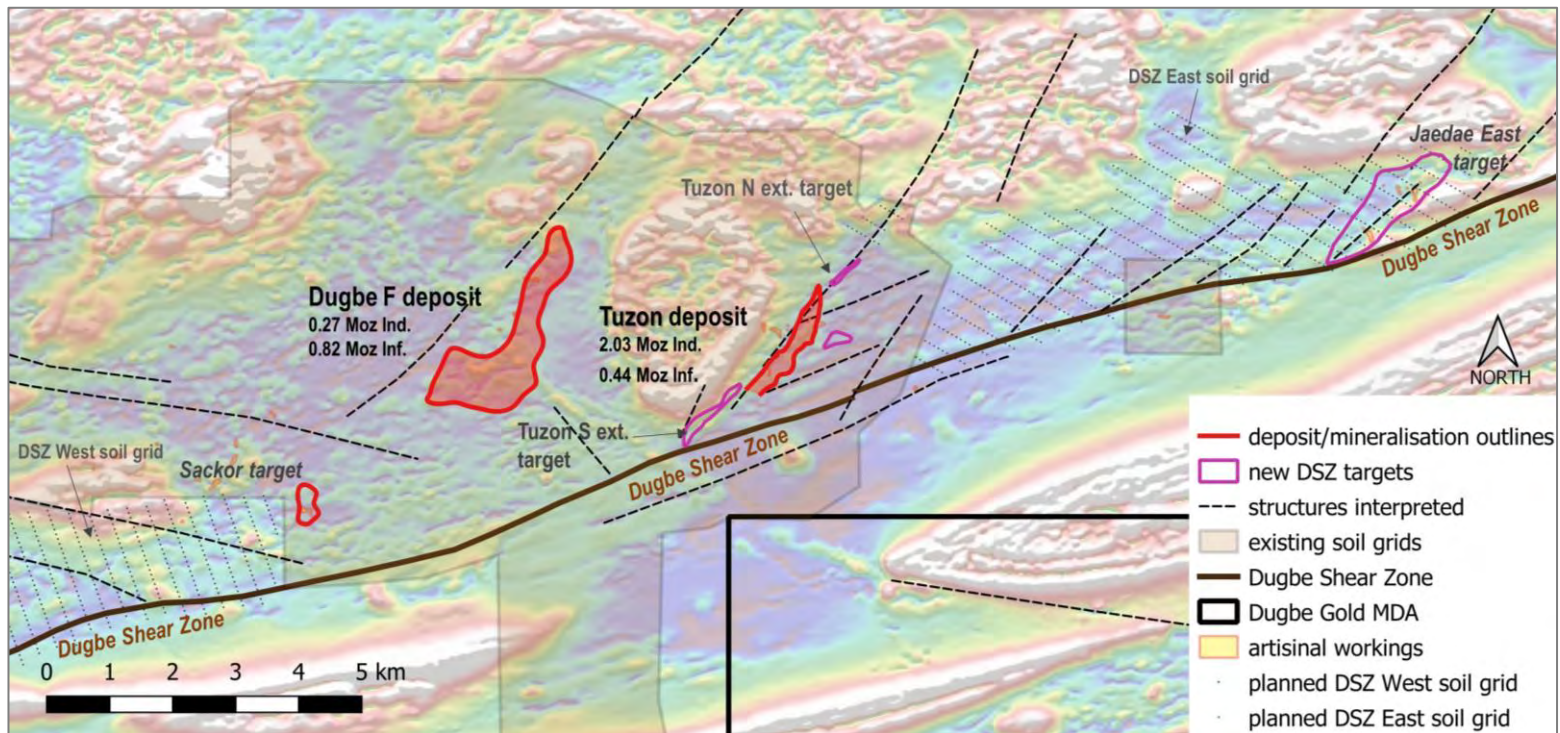 DSZ East soil grid
Jaedae East
target
Tuzon N ext. target
Dugbe Shear Zone
Dugbe F deposit
0.27 Moz Ind.
0.82 Moz Inf.
Tuzon deposit
2.03 Moz Ind.
0.44 Moz Inf.
NORTH
Tuzon S ext.
target
Dugbe Shear Zone
DSZ West soil grid
Sackor target
Dugbe Shear Zone
0 1 2 3 4 5 km
deposit/mineralisation outlines
new DSZ targets
structures interpreted
existing soil grids
Dugbe Shear Zone
Dugbe Gold MDA
artisinal workings
planned DSZ West soil grid
planned DSZ East soil grid